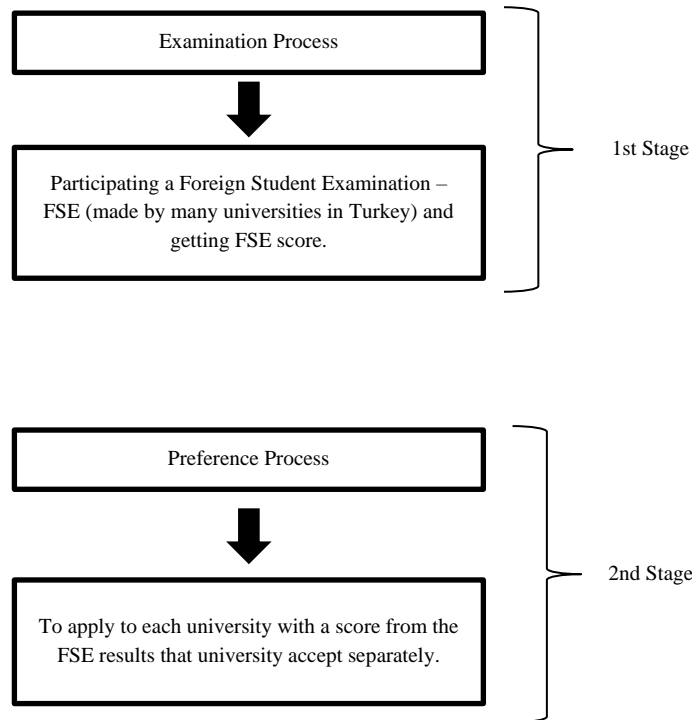 Examination Process
Participating a Foreign Student Examination –
FSE (made by many universities in Turkey) and
getting FSE score.
1st Stage
Preference Process
To apply to each university with a score from the
FSE results that university accept separately.
2nd Stage